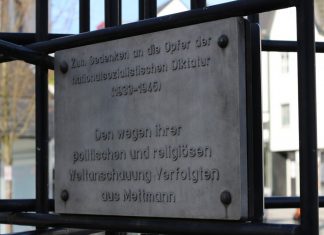 Zum Gedenken an die Opfer der
nationalsozialistischen Diktatur
(1933-1945)
Den wegen ihrer
politischen und religiösen
Weltanschauung Verfolgten
aus Mettmann